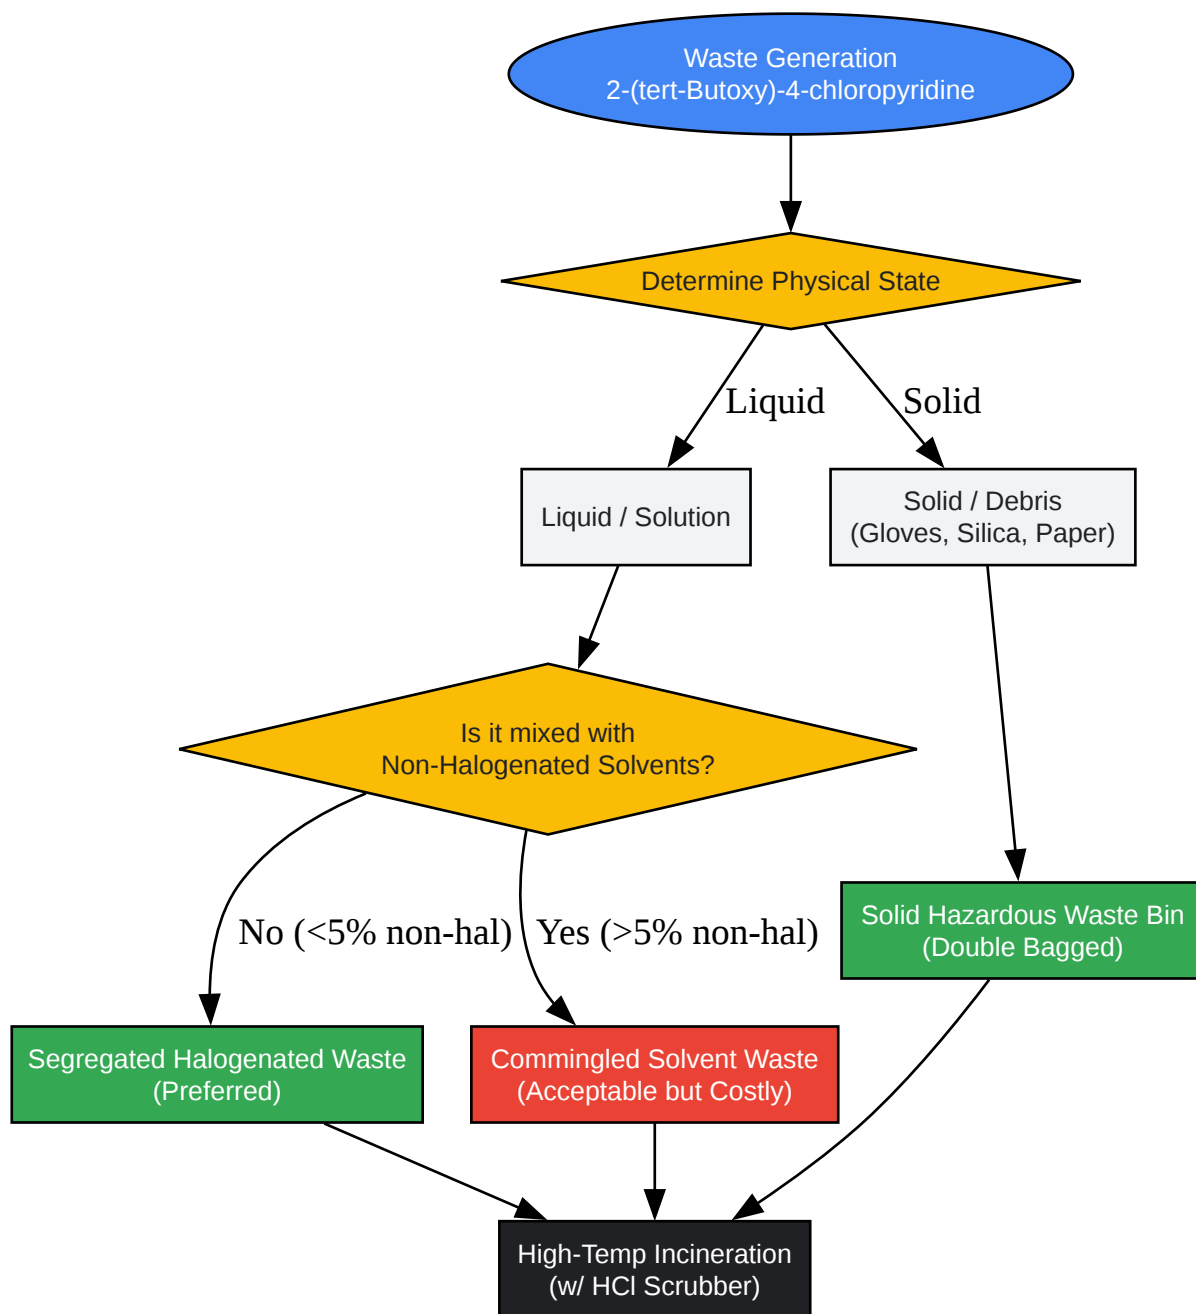 Waste Generation
2-(tert-Butoxy)-4-chloropyridine
Determine Physical State
Liquid
Solid
Liquid / Solution
Solid / Debris
(Gloves, Silica, Paper)
Is it mixed with
Non-Halogenated Solvents?
No (<5% non-hal)
Yes (>5% non-hal)
Solid Hazardous Waste Bin
(Double Bagged)
Segregated Halogenated Waste
(Preferred)
Commingled Solvent Waste
(Acceptable but Costly)
High-Temp Incineration
(w/ HCl Scrubber)